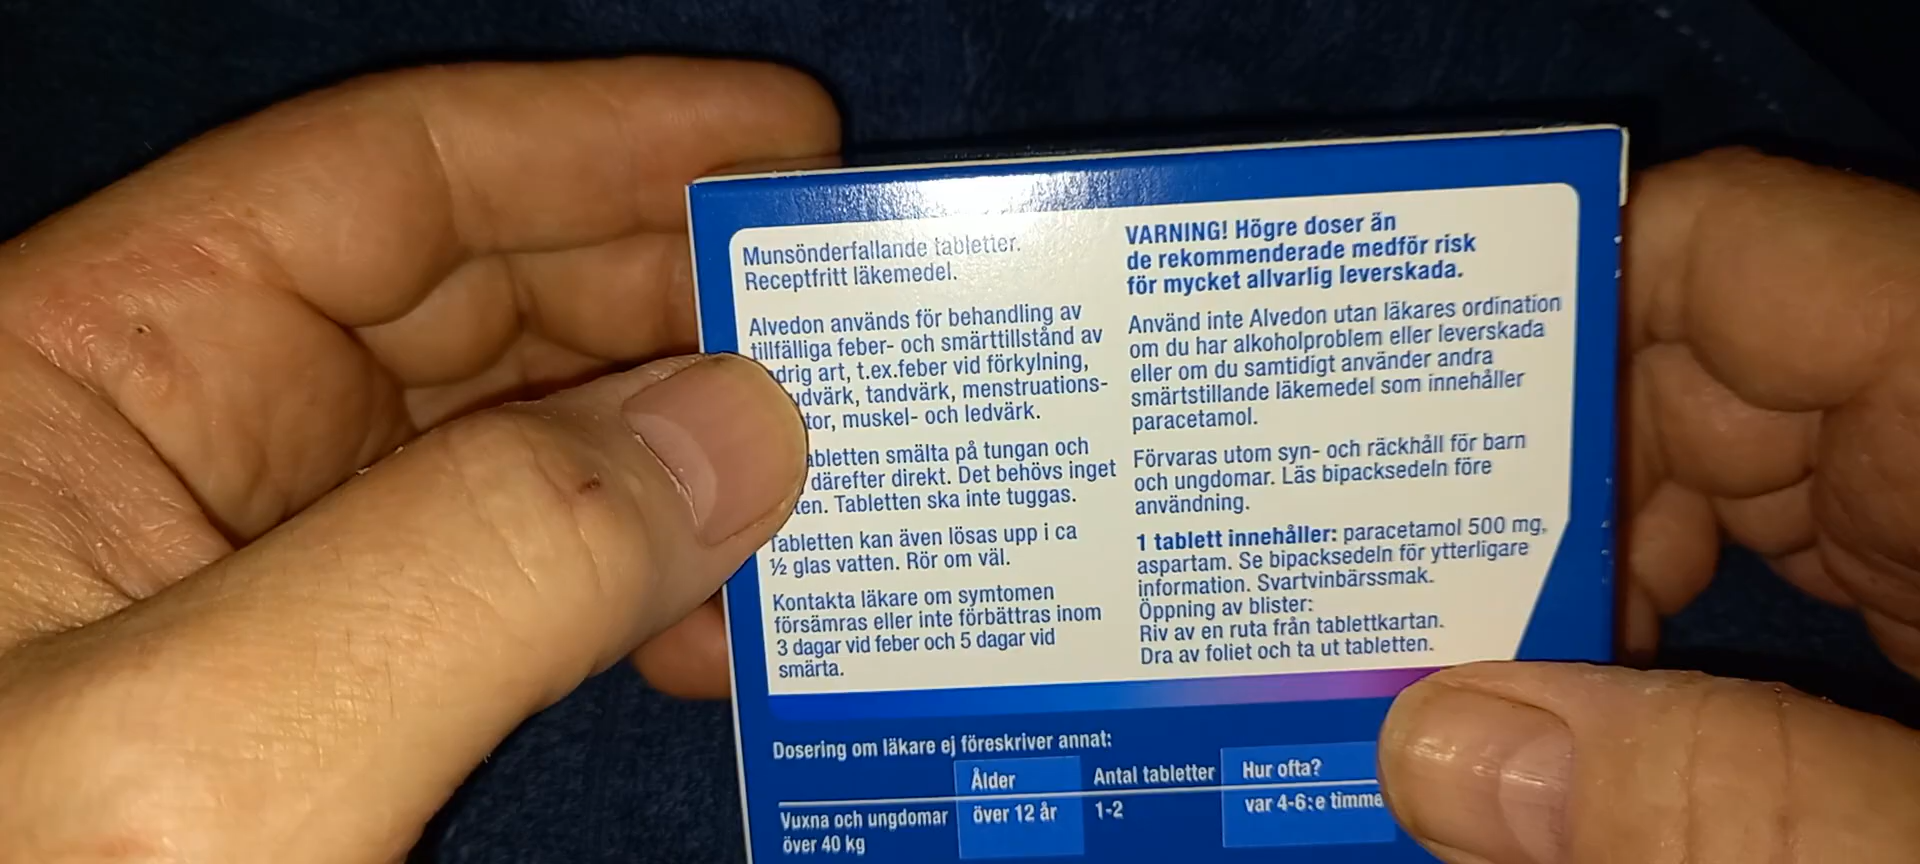 Munsönderfallande tabletter.
Receptfritt läkemedel.
Alvedon används för behandling av
tillfälliga feber- och smärttillstånd av
art, t.ex.feber vid förkylning,
tandvärk, menstruations-
muskel- och ledvärk.
smälta på tungan och
därefter direkt. Det behövs inget
Tabletten ska inte tuggas.
Tabletten kan även lösas upp i ca
½ glas vatten. Rör om väl.
Kontakta läkare om symtomen
försämras eller inte förbättras inom
3 dagar vid feber och 5 dagar vid
smärta.
VARNING! Högre doser än
de rekommenderade medför risk
för mycket allvarlig leverskada.
Använd inte Alvedon utan läkares ordination
om du har alkoholproblem eller leverskada
eller om du samtidigt använder andra
smärtstillande läkemedel som innehåller
paracetamol.
Förvaras utom syn- och räckhåll för barn
och ungdomar. Läs bipacksedeln före
användning.
1 tablett innehåller: paracetamol 500 mg,
aspartam. Se bipacksedeln för ytterligare
information. Svartvinbärssmak.
Öppning av blister:
Riv av en ruta från tablettkartan.
Dra av foliet och ta ut tabletten.
Dosering om läkare ej föreskriver annat:
Ålder Antal tabletter Hur ofta?
Vuxna och ungdomar över 12 år 1-2 var 4-6:e timme
över 40 kg